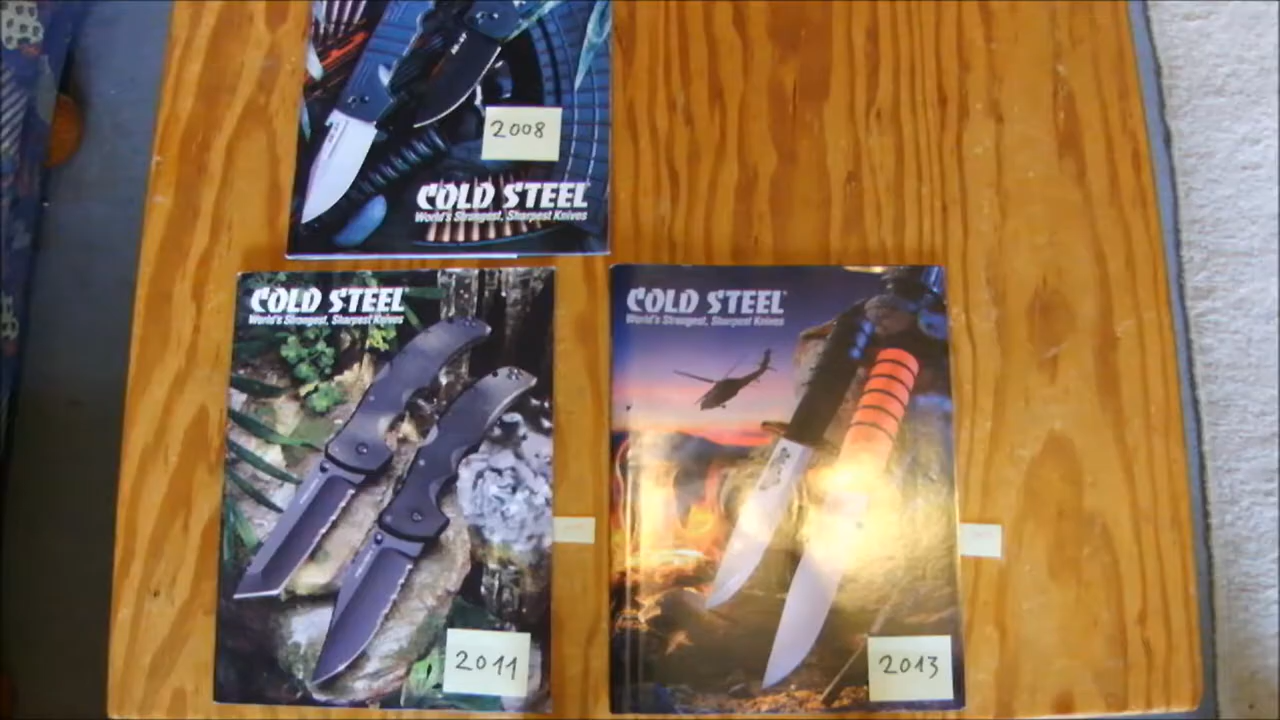 2008
COLD STEEL
World's Strongest, Sharpest Knives
COLD STEEL®
World's Strongest, Sharpest Knives
2011
COLD STEEL®
World's Strongest, Sharpest Knives
2013